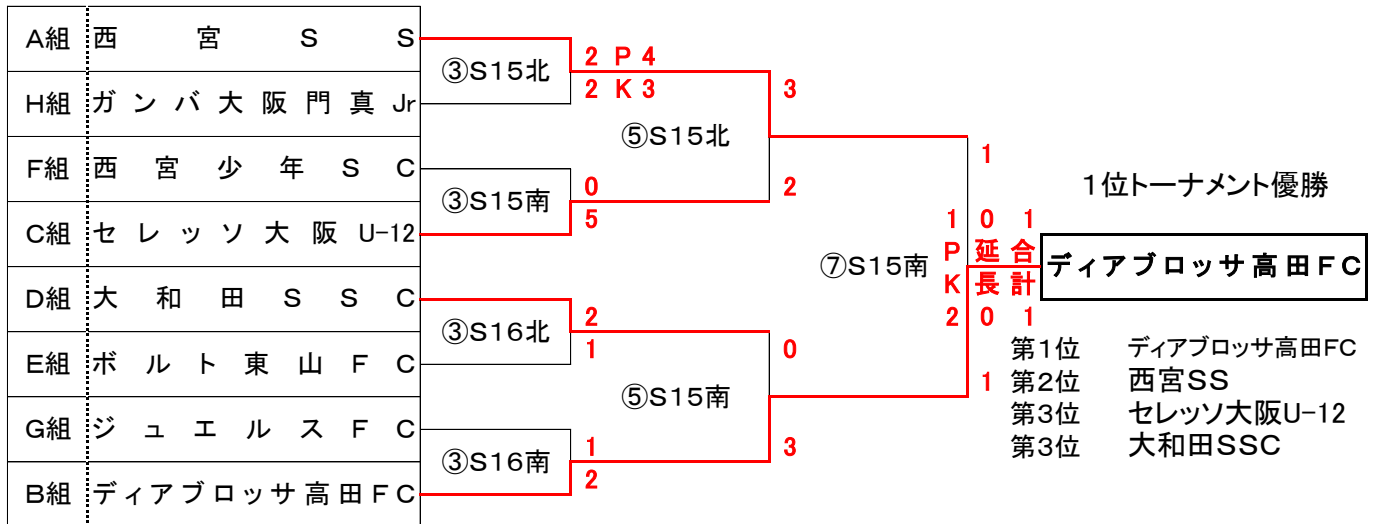 A組 西宮SS
H組 ガンバ大阪門真Jr
F組 西宮少年SC
C組 セレッソ大阪U-12
D組 大和田SSC
E組 ボルト東山FC
G組 ジュエルスFC
B組 ディアブロッサ高田FC
③S15北
2 P 4
2 K 3
③S15南
0
5
③S16北
2
1
③S16南
1
2
⑤S15北
3
2
⑤S15南
0
3
⑦S15南
1
1 0 1
P 延 合
K 長 計
2 0 1
1
1位トーナメント優勝
ディアブロッサ高田FC
第1位 ディアブロッサ高田FC
第2位 西宮SS
第3位 セレッソ大阪U-12
第3位 大和田SSC